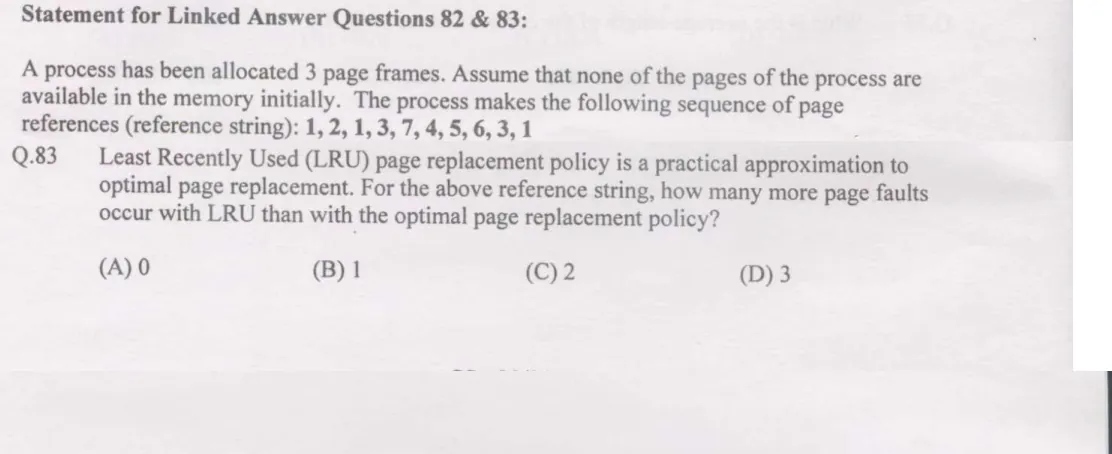 Statement for Linked Answer Questions 82 & 83:
A process has been allocated 3 page frames. Assume that none of the pages of the process are
available in the memory initially. The process makes the following sequence of page
references (reference string): 1, 2, 1, 3, 7, 4, 5, 6, 3, 1
Q.83 Least Recently Used (LRU) page replacement policy is a practical approximation to
optimal page replacement. For the above reference string, how many more page faults
occur with LRU than with the optimal page replacement policy?
(A) 0 (B) 1 (C) 2 (D) 3